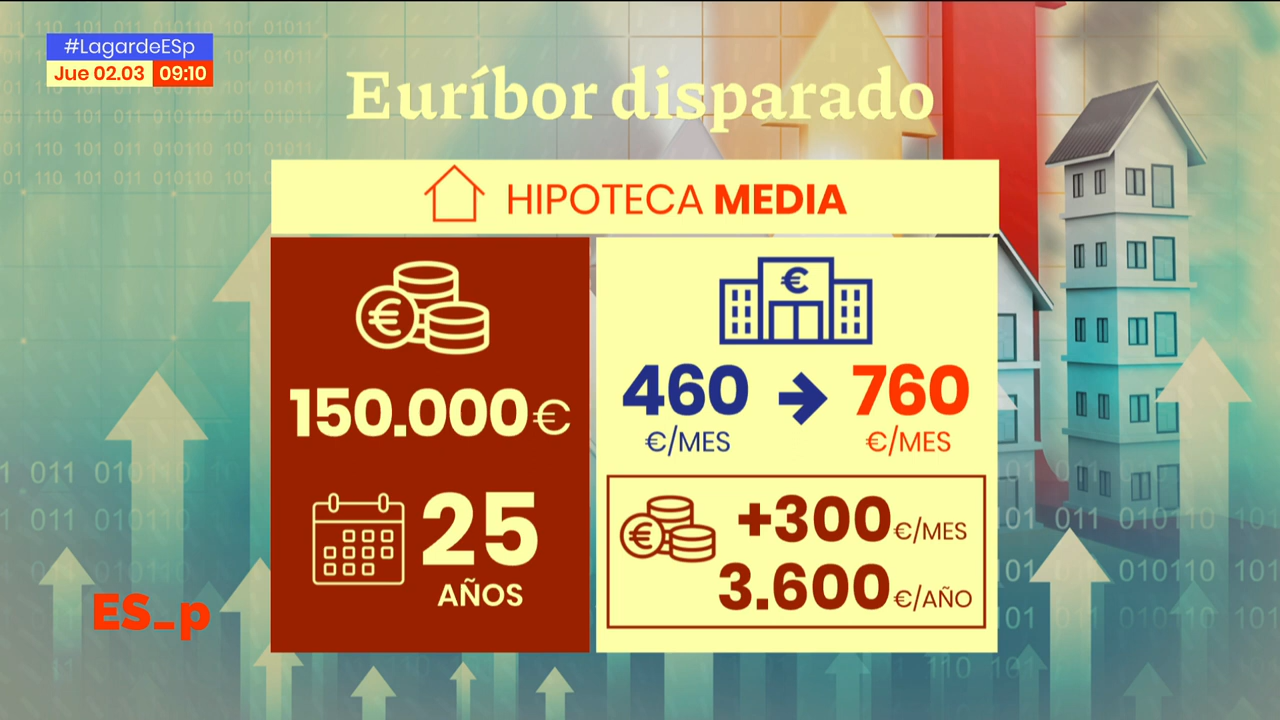 #LagardeESp
Jue 02.03 09:10
Euríbor disparado
HIPOTECA MEDIA
150.000€
25
AÑOS
460 760
€/MES €/MES
+300€/MES
3.600€/AÑO
ES_p